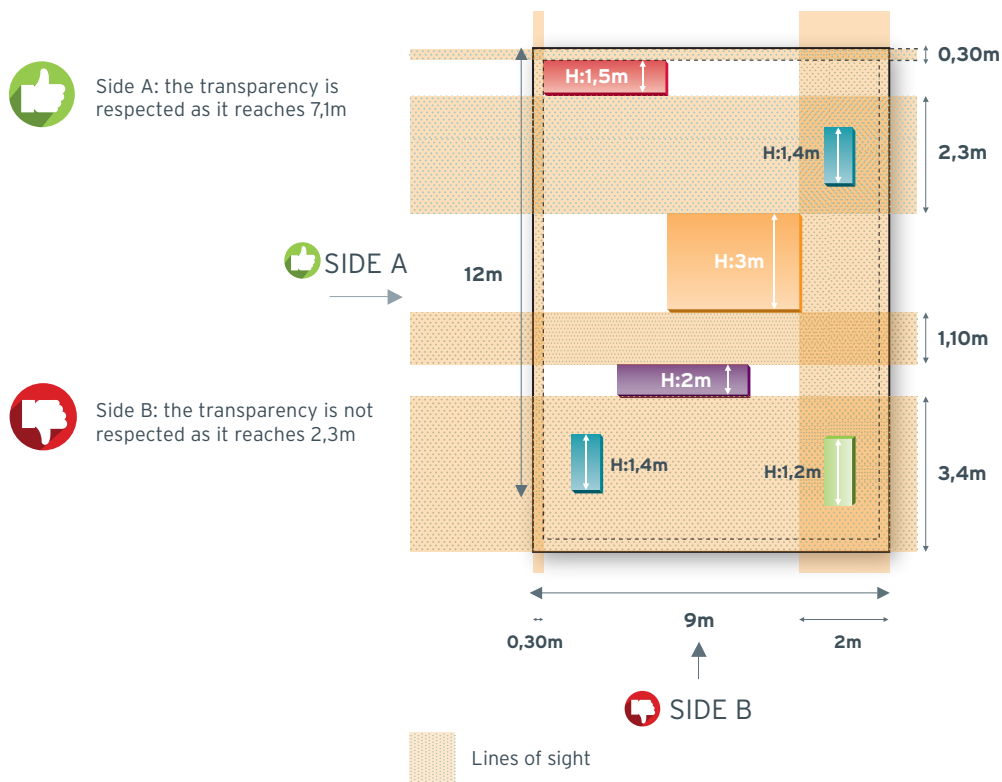 0,30m
H:1,5m
Side A: the transparency is
respected as it reaches 7,1m
H:1,4m
2,3m
SIDE A
12m
H:3m
1,10m
H:2m
Side B: the transparency is not
respected as it reaches 2,3m
H:1,4m
H:1,2m
3,4m
9m
0,30m
2m
SIDE B
Lines of sight